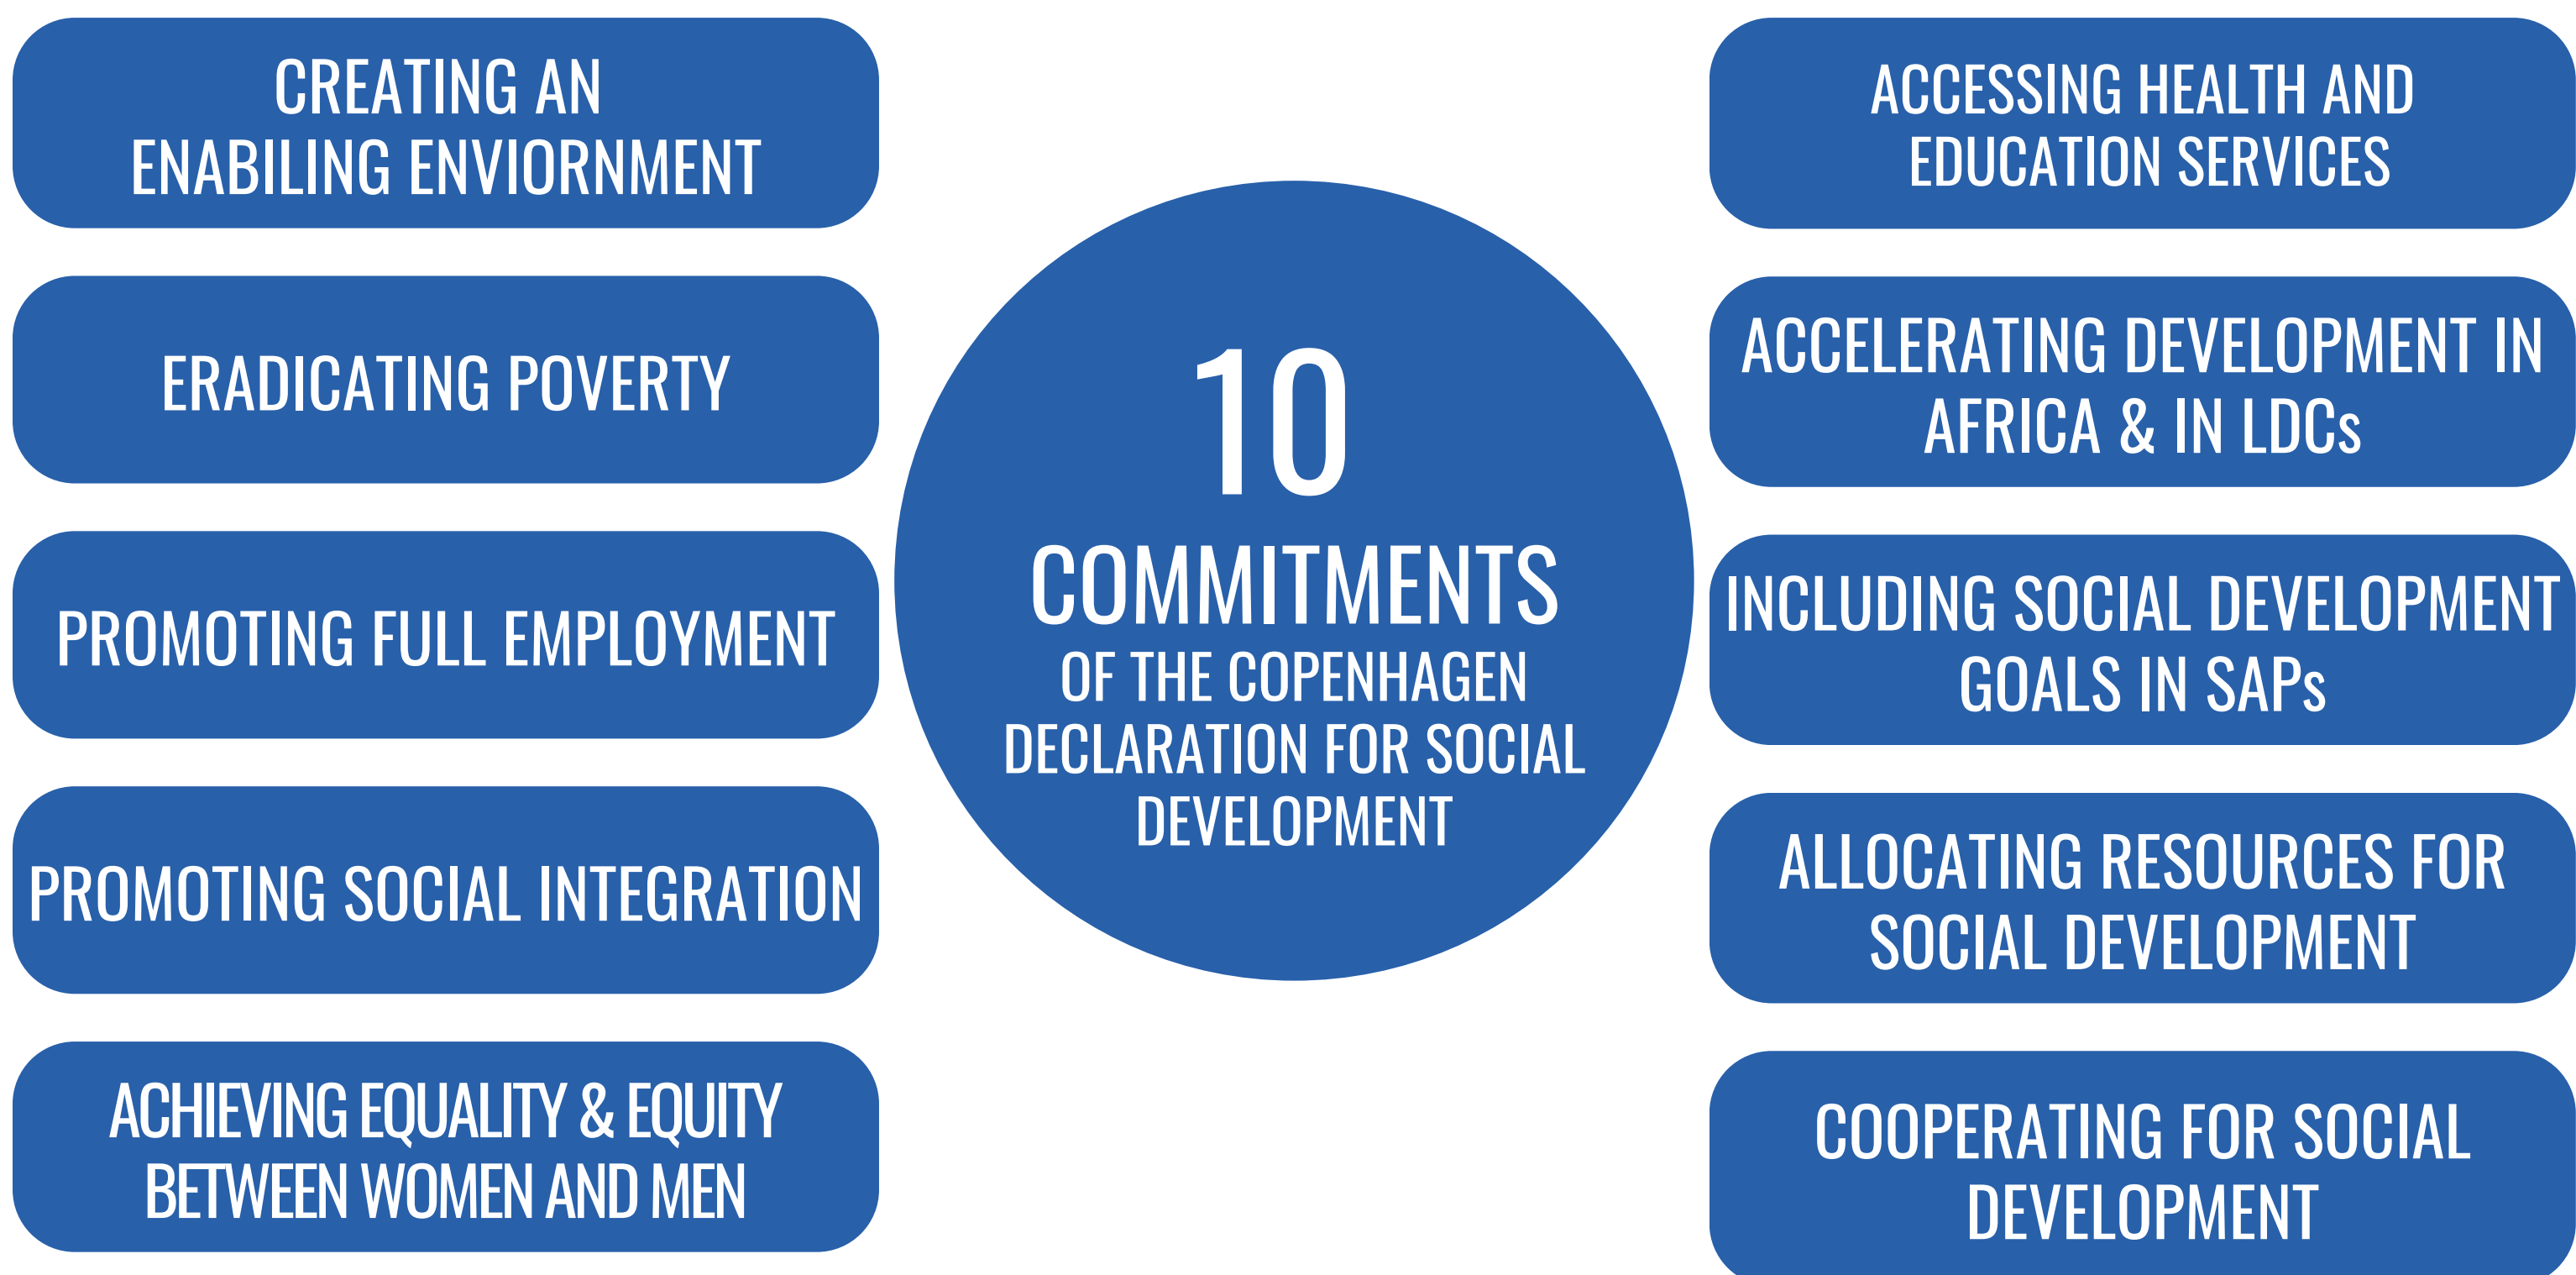 CREATING AN
ENABILING ENVIORNMENT
ERADICATING POVERTY
PROMOTING FULL EMPLOYMENT
PROMOTING SOCIAL INTEGRATION
ACHIEVING EQUALITY & EQUITY
BETWEEN WOMEN AND MEN
10
COMMITMENTS
OF THE COPENHAGEN
DECLARATION FOR SOCIAL
DEVELOPMENT
ACCESSING HEALTH AND
EDUCATION SERVICES
ACCELERATING DEVELOPMENT IN
AFRICA & IN LDCs
INCLUDING SOCIAL DEVELOPMENT
GOALS IN SAPs
ALLOCATING RESOURCES FOR
SOCIAL DEVELOPMENT
COOPERATING FOR SOCIAL
DEVELOPMENT